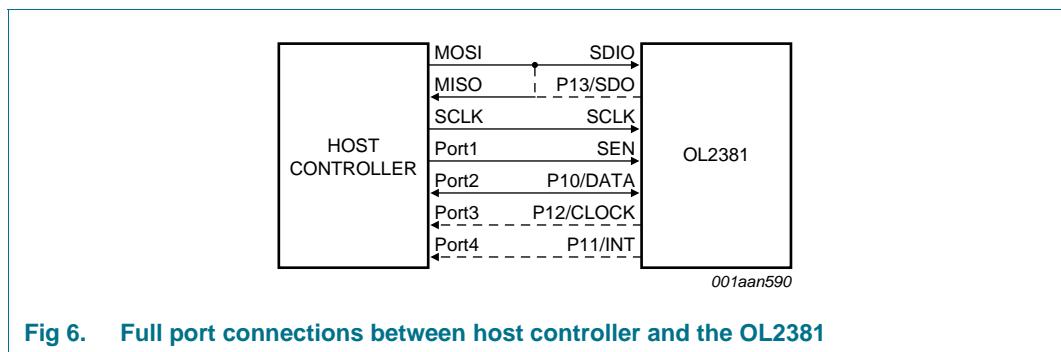 MOSI SDIO
MISO P13/SDO
SCLK SCLK
HOST
CONTROLLER
Port1 SEN
OL2381
Port2 P10/DATA
Port3 P12/CLOCK
Port4 P11/INT
001aan590
Fig 6. Full port connections between host controller and the OL2381